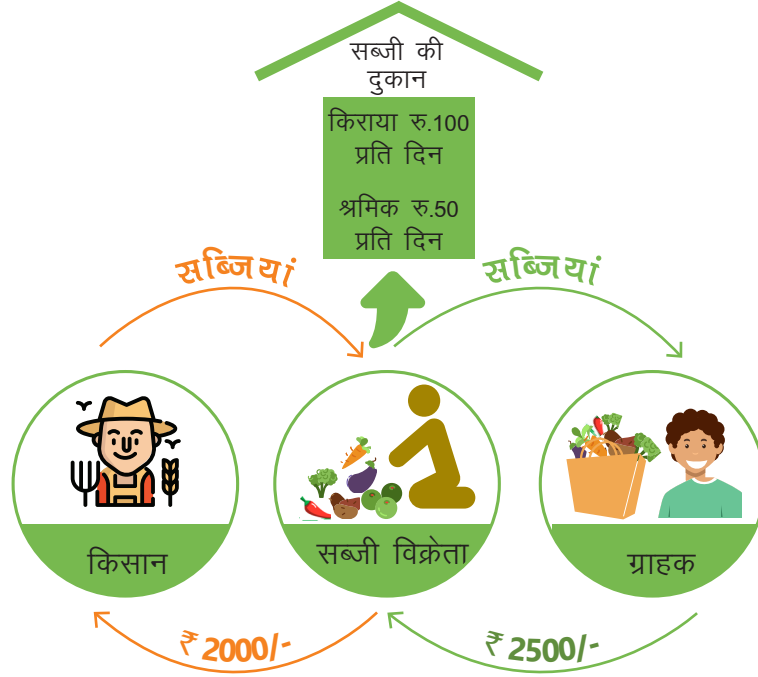 सब्जी की
दुकान
किराया रु.100
प्रति दिन
श्रमिक रु.50
प्रति दिन
सब्जियां
सब्जियां
किसान
सब्जी विक्रेता
ग्राहक
₹ 2000/-
₹ 2500/-